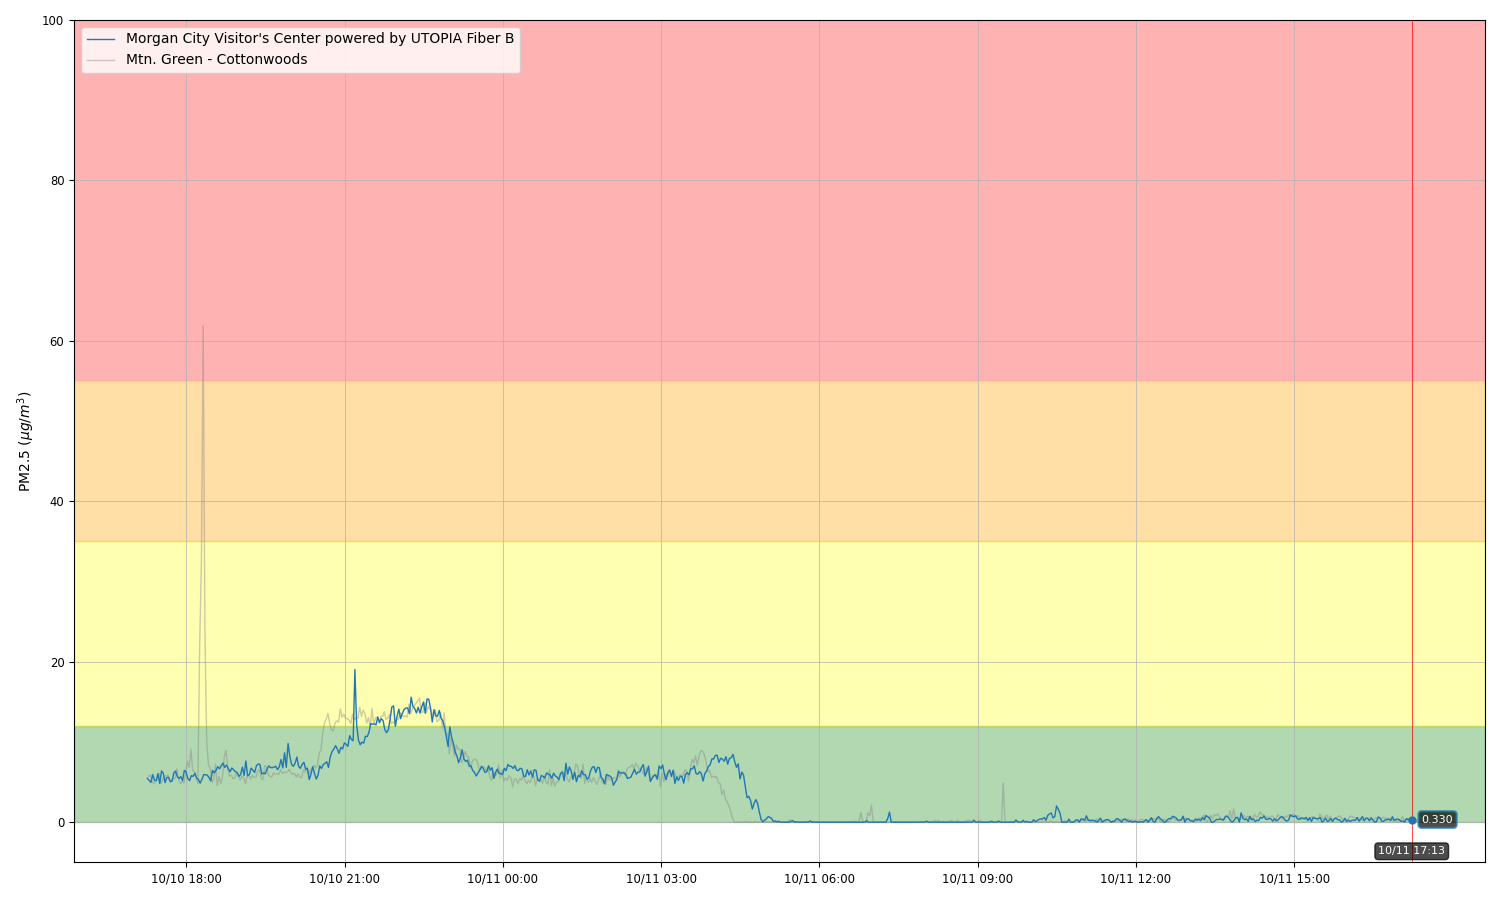 100
Morgan City Visitor's Center powered by UTOPIA Fiber B
Mtn. Green - Cottonwoods
80
60
PM2.5 (μg/m³)
40
20
0
0.330
10/11 17:13
10/10 18:00 10/10 21:00 10/11 00:00 10/11 03:00 10/11 06:00 10/11 09:00 10/11 12:00 10/11 15:00